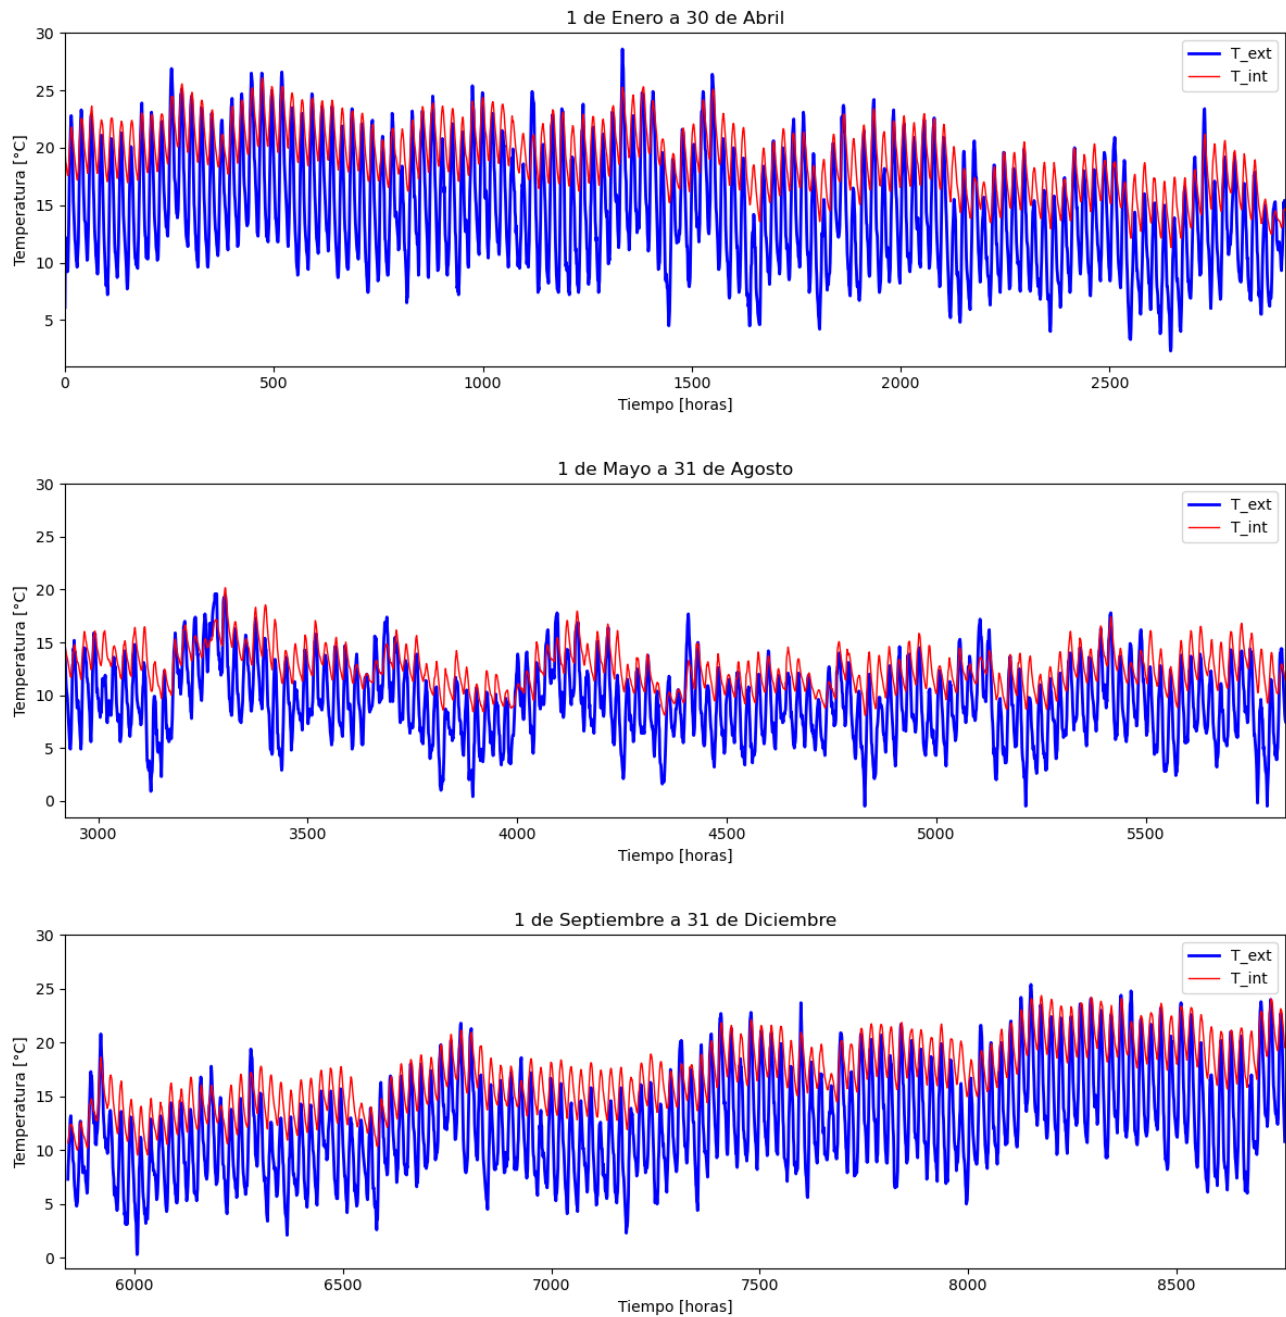 1 de Enero a 30 de Abril
30
25
20
15
10
5
Temperatura [°C]
T_ext
T_int
0 500 1000 1500 2000 2500
Tiempo [horas]
1 de Mayo a 31 de Agosto
30
25
20
15
10
5
0
Temperatura [°C]
T_ext
T_int
3000 3500 4000 4500 5000 5500
Tiempo [horas]
1 de Septiembre a 31 de Diciembre
30
25
20
15
10
5
0
Temperatura [°C]
T_ext
T_int
6000 6500 7000 7500 8000 8500
Tiempo [horas]